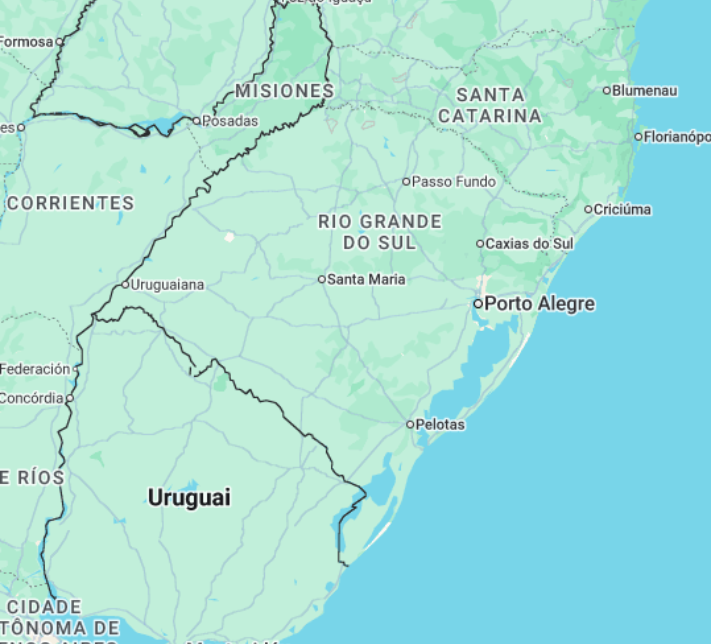 Formosa
MISIONES
SANTA
CATARINA
Blumenau
Posadas
es
Florianópo
Passo Fundo
CORRIENTES
Criciúma
RIO GRANDE
DO SUL
Caxias do Sul
Santa Maria
Uruguaiana
Porto Alegre
Federación
Concórdia
Pelotas
E RÍOS
Uruguai
CIDADE
TÔNOMA DE